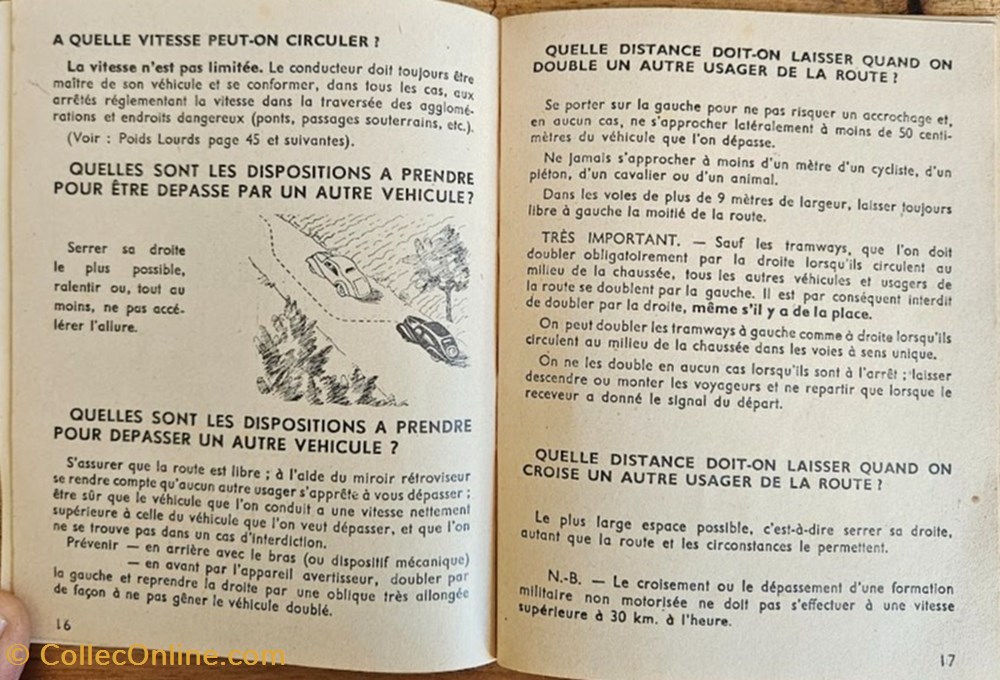 A QUELLE VITESSE PEUT-ON CIRCULER ?
La vitesse n'est pas limitée. Le conducteur doit toujours être
maître de son véhicule et se conformer, dans tous les cas, aux
arrêtés réglementant la vitesse dans la traversée des agglomé-
rations et endroits dangereux (ponts, passages souterrains, etc.).
(Voir : Poids Lourds page 45 et suivantes).
QUELLES SONT LES DISPOSITIONS A PRENDRE
POUR ÊTRE DEPASSE PAR UN AUTRE VEHICULE ?
Serrer sa droite
le plus possible,
ralentir ou, tout au
moins, ne pas accé-
lérer l'allure.
QUELLES SONT LES DISPOSITIONS A PRENDRE
POUR DEPASSER UN AUTRE VEHICULE ?
S'assurer que la route est libre ; à l'aide du miroir rétroviseur
se rendre compte qu'aucun autre usager s'apprête à vous dépasser ;
être sûr que le véhicule que l'on conduit a une vitesse nettement
supérieure à celle du véhicule que l'on veut dépasser, et que l'on
ne se trouve pas dans un cas d'interdiction.
Prévenir — en arrière avec le bras (ou dispositif mécanique)
— en avant par l'appareil avertisseur, doubler par
la gauche et reprendre la droite par une oblique très allongée
de façon à ne pas gêner le véhicule doublé.
16
QUELLE DISTANCE DOIT-ON LAISSER QUAND ON
DOUBLE UN AUTRE USAGER DE LA ROUTE ?
Se porter sur la gauche pour ne pas risquer un accrochage et,
en aucun cas, ne s'approcher latéralement à moins de 50 centi-
mètres du véhicule que l'on dépasse.
Ne jamais s'approcher à moins d'un mètre d'un cycliste, d'un
piéton, d'un cavalier ou d'un animal.
Dans les voies de plus de 9 mètres de largeur, laisser toujours
libre à gauche la moitié de la route.
TRÈS IMPORTANT. — Sauf les tramways, que l'on doit
doubler obligatoirement par la droite lorsqu'ils circulent au
milieu de la chaussée, tous les autres véhicules et usagers de
la route se doublent par la gauche. Il est par conséquent interdit
de doubler par la droite, même s'il y a de la place.
On peut doubler les tramways à gauche comme à droite lorsqu'ils
circulent au milieu de la chaussée dans les voies à sens unique.
On ne les double en aucun cas lorsqu'ils sont à l'arrêt ; laisser
descendre ou monter les voyageurs et ne repartir que lorsque le
receveur a donné le signal du départ.
QUELLE DISTANCE DOIT-ON LAISSER QUAND ON
CROISE UN AUTRE USAGER DE LA ROUTE ?
Le plus large espace possible, c'est-à-dire serrer sa droite,
autant que la route et les circonstances le permettent.
N.-B. — Le croisement ou le dépassement d'une formation
militaire non motorisée ne doit pas s'effectuer à une vitesse
supérieure à 30 km. à l'heure.
17
© CollecOnline.com